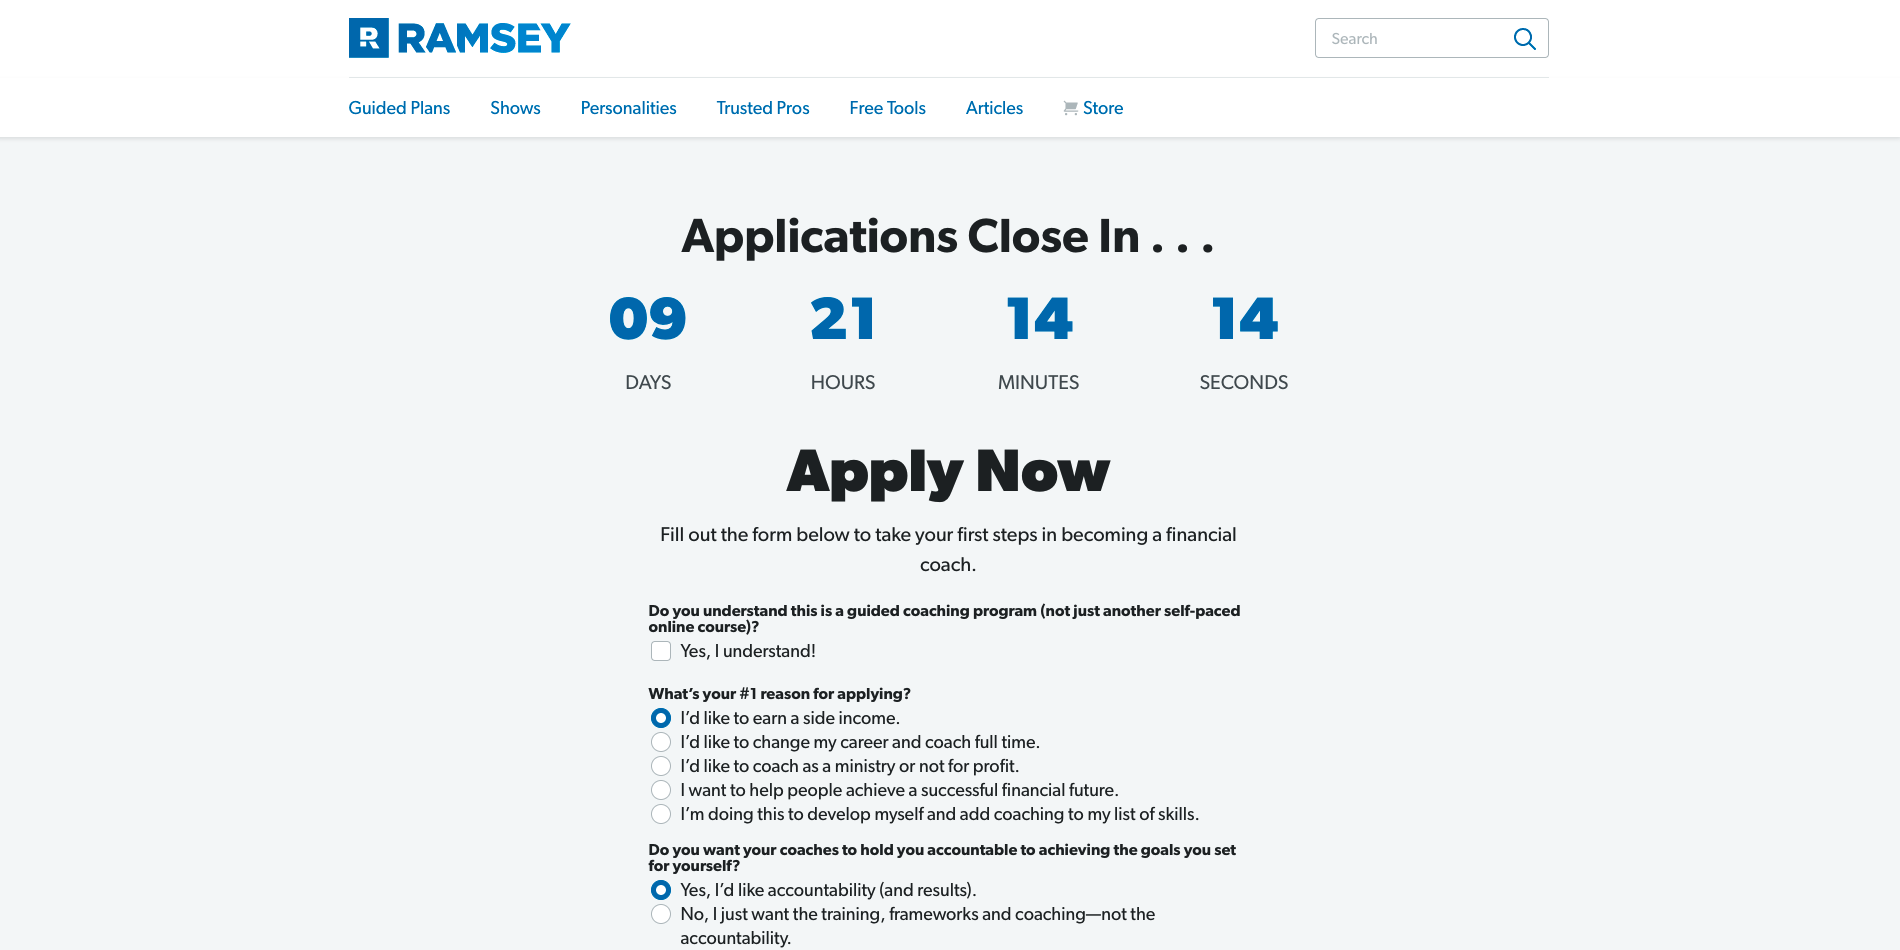 R RAMSEY
Search
Guided Plans Shows Personalities Trusted Pros Free Tools Articles Store
Applications Close In . . .
09 21 14 14
DAYS HOURS MINUTES SECONDS
Apply Now
Fill out the form below to take your first steps in becoming a financial
coach.
Do you understand this is a guided coaching program (not just another self-paced
online course)?
Yes, I understand!
What’s your #1 reason for applying?
I’d like to earn a side income.
I’d like to change my career and coach full time.
I’d like to coach as a ministry or not for profit.
I want to help people achieve a successful financial future.
I’m doing this to develop myself and add coaching to my list of skills.
Do you want your coaches to hold you accountable to achieving the goals you set
for yourself?
Yes, I’d like accountability (and results).
No, I just want the training, frameworks and coaching—not the
accountability.